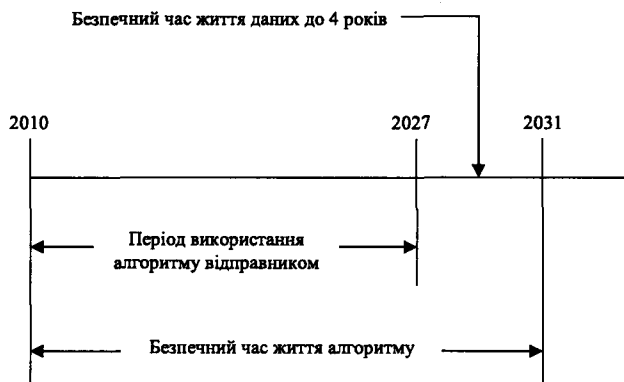 Безпечний час життя даних до 4 років
2010
2027
2031
Період використання
алгоритму відправником
Безпечний час життя алгоритму